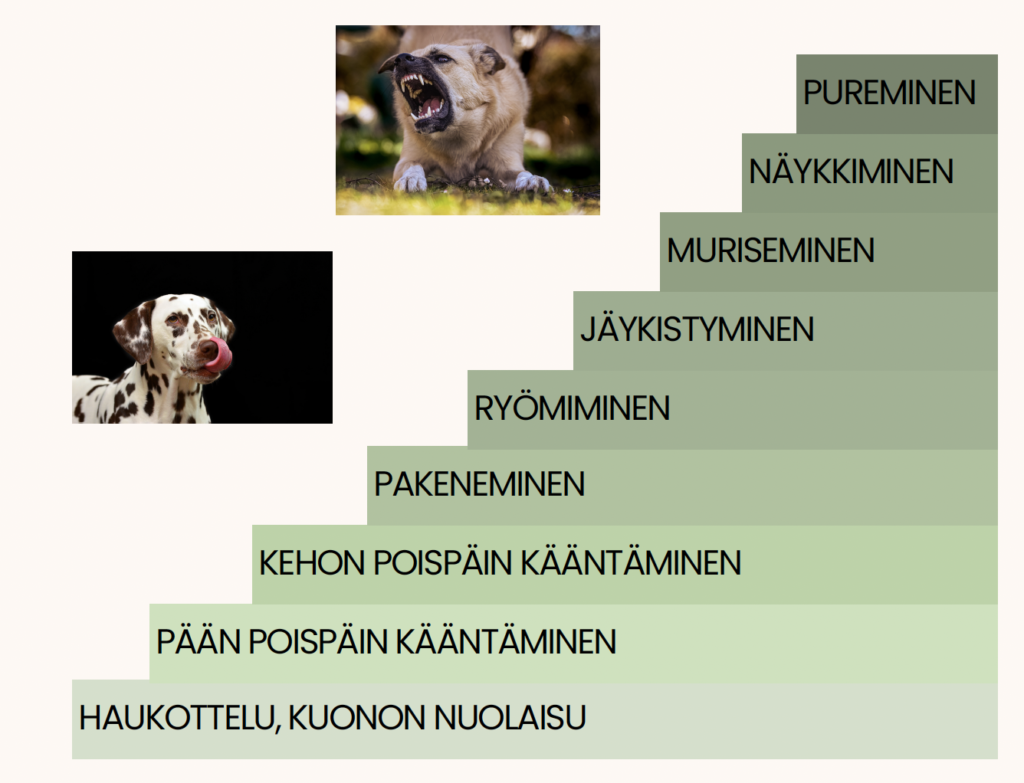 PUREMINEN
NÄYKKIMINEN
MURISEMINEN
JÄYKISTYMINEN
RYÖMIMINEN
PAKENEMINEN
KEHON POISPÄIN KÄÄNTÄMINEN
PÄÄN POISPÄIN KÄÄNTÄMINEN
HAUKOTTELU, KUONON NUOLAISU